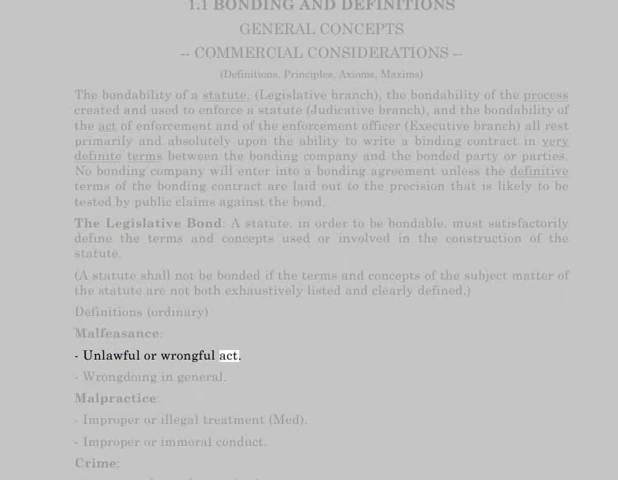 1.1 BONDING AND DEFINITIONS
GENERAL CONCEPTS
-- COMMERCIAL CONSIDERATIONS --
(Definitions, Principles, Axioms, Maxims)
The bondability of a statute, (Legislative branch), the bondability of the process
created and used to enforce a statute (Judicative branch), and the bondability of
the act of enforcement and of the enforcement officer (Executive branch) all rest
primarily and absolutely upon the ability to write a binding contract in very
definite terms between the bonding company and the bonded party or parties.
No bonding company will enter into a bonding agreement unless the definitive
terms of the bonding contract are laid out to the precision that is likely to be
tested by public claims against the bond.
The Legislative Bond: A statute, in order to be bondable, must satisfactorily
define the terms and concepts used or involved in the construction of the
statute.
(A statute shall not be bonded if the terms and concepts of the subject matter of
the statute are not both exhaustively listed and clearly defined.)
Definitions (ordinary)
Malfeasance:
- Unlawful or wrongful act.
- Wrongdoing in general.
Malpractice:
- Improper or illegal treatment (Med).
- Improper or immoral conduct.
Crime: